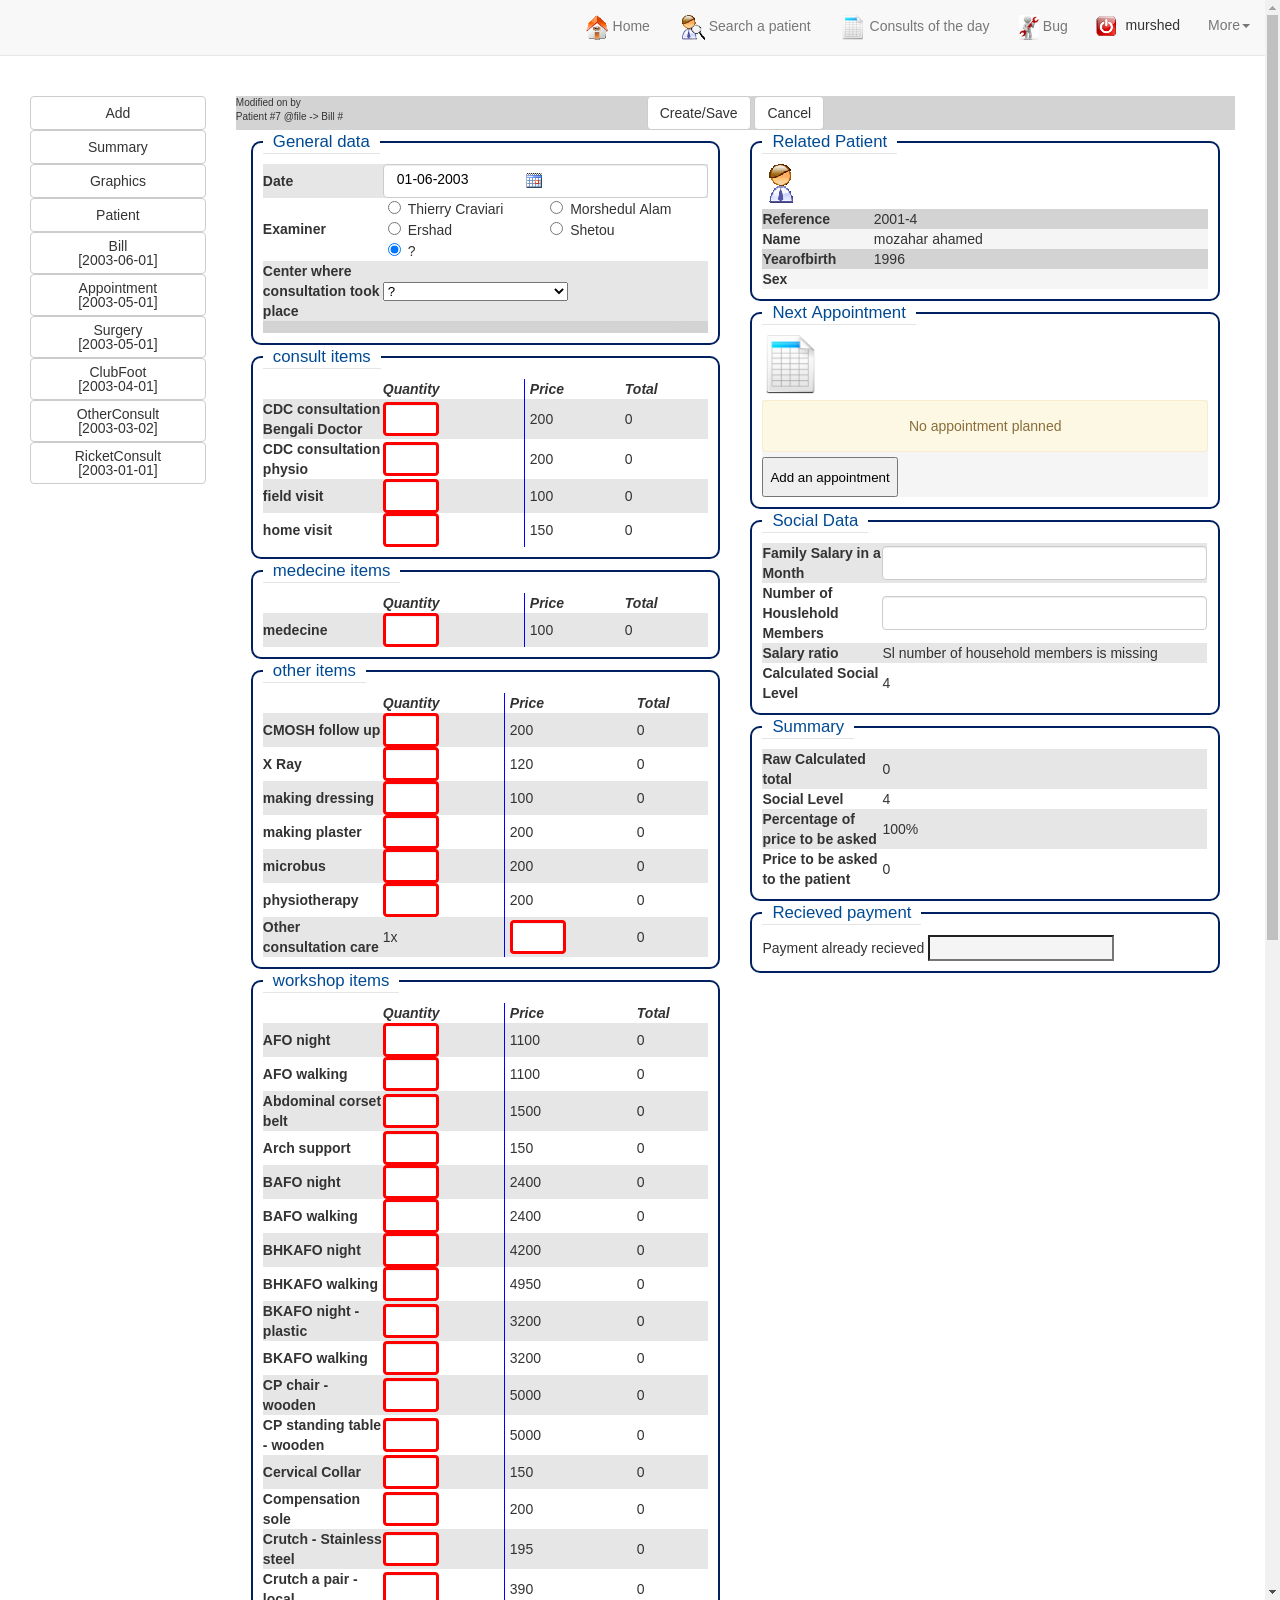 Home
Search a patient
Consults of the day
Bug
murshed
More
Add
Summary
Graphics
Patient
Bill
[2003-06-01]
Appointment
[2003-05-01]
Surgery
[2003-05-01]
ClubFoot
[2003-04-01]
OtherConsult
[2003-03-02]
RicketConsult
[2003-01-01]
Modified on by
Patient #7 @file -> Bill #
Create/Save
Cancel
General data
Date 01-06-2003
Examiner
Thierry Craviari
Morshedul Alam
Ershad
Shetou
?
Center where
consultation took
place
?
consult items
Quantity Price Total
CDC consultation
Bengali Doctor
200 0
CDC consultation
physio
200 0
field visit 100 0
home visit 150 0
medecine items
Quantity Price Total
medecine 100 0
other items
Quantity Price Total
CMOSH follow up 200 0
X Ray 120 0
making dressing 100 0
making plaster 200 0
microbus 200 0
physiotherapy 200 0
Other
consultation care
1x 0
workshop items
Quantity Price Total
AFO night 1100 0
AFO walking 1100 0
Abdominal corset
belt
1500 0
Arch support 150 0
BAFO night 2400 0
BAFO walking 2400 0
BHKAFO night 4200 0
BHKAFO walking 4950 0
BKAFO night -
plastic
3200 0
BKAFO walking 3200 0
CP chair -
wooden
5000 0
CP standing table
- wooden
5000 0
Cervical Collar 150 0
Compensation
sole
200 0
Crutch - Stainless
steel
195 0
Crutch a pair -
local
390 0
Related Patient
Reference 2001-4
Name mozahar ahamed
Yearofbirth 1996
Sex
Next Appointment
No appointment planned
Add an appointment
Social Data
Family Salary in a
Month
Number of
Houslehold
Members
Salary ratio Sl number of household members is missing
Calculated Social
Level
4
Summary
Raw Calculated
total
0
Social Level 4
Percentage of
price to be asked
100%
Price to be asked
to the patient
0
Recieved payment
Payment already recieved